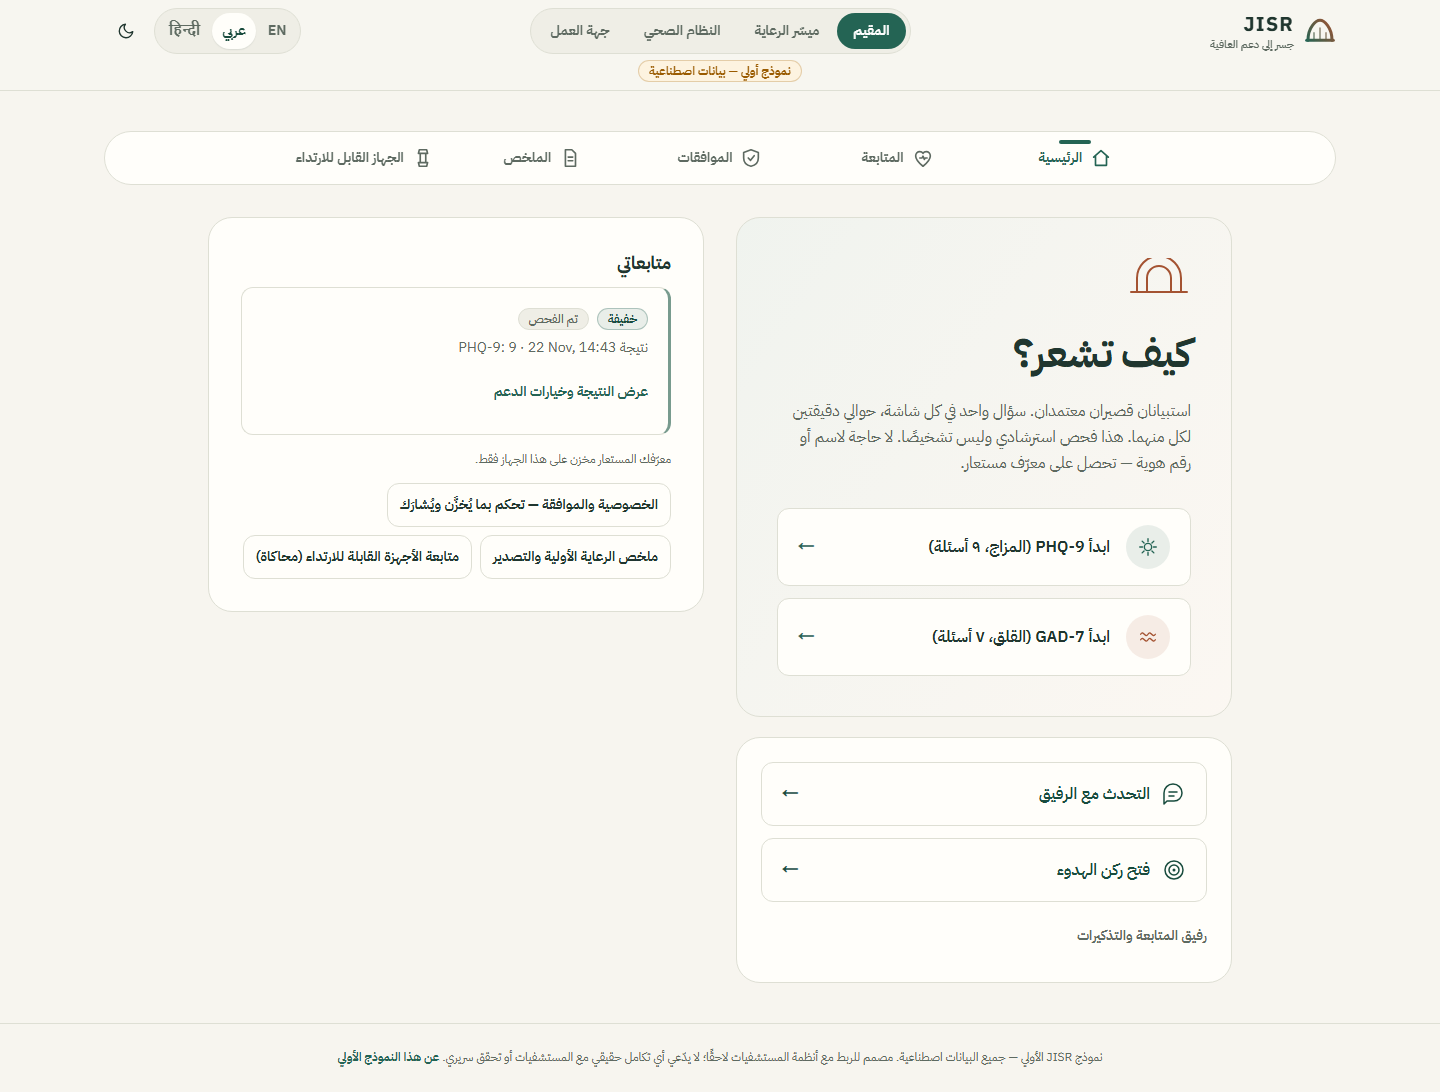 JISR
جسر إلى دعم العافية
المقيم
ميسّر الرعاية
النظام الصحي
جهة العمل
EN
عربي
हिन्दी
نموذج أولي — بيانات اصطناعية
الرئيسية
المتابعة
الموافقات
الملخص
الجهاز القابل للارتداء
كيف تشعر؟
استبيانان قصيران معتمدان. سؤال واحد في كل شاشة، حوالي دقيقتين
لكل منهما. هذا فحص استرشادي وليس تشخيصًا. لا حاجة لاسم أو
رقم هوية — تحصل على معرّف مستعار.
ابدأ PHQ-9 (المزاج، ٩ أسئلة)
←
ابدأ GAD-7 (القلق، ٧ أسئلة)
←
التحدث مع الرفيق
←
فتح ركن الهدوء
←
رفيق المتابعة والتذكيرات
متابعاتي
خفيفة
تم الفحص
نتيجة PHQ-9: 9 · 22 Nov, 14:43
عرض النتيجة وخيارات الدعم
معرّفك المستعار مخزن على هذا الجهاز فقط.
الخصوصية والموافقة — تحكم بما يُخزَّن ويُشارَك
ملخص الرعاية الأولية والتصدير
متابعة الأجهزة القابلة للارتداء (محاكاة)
نموذج JISR الأولي — جميع البيانات اصطناعية. مصمم للربط مع أنظمة المستشفيات لاحقًا؛ لا يدّعي أي تكامل حقيقي مع المستشفيات أو تحقق سريري. عن هذا النموذج الأولي